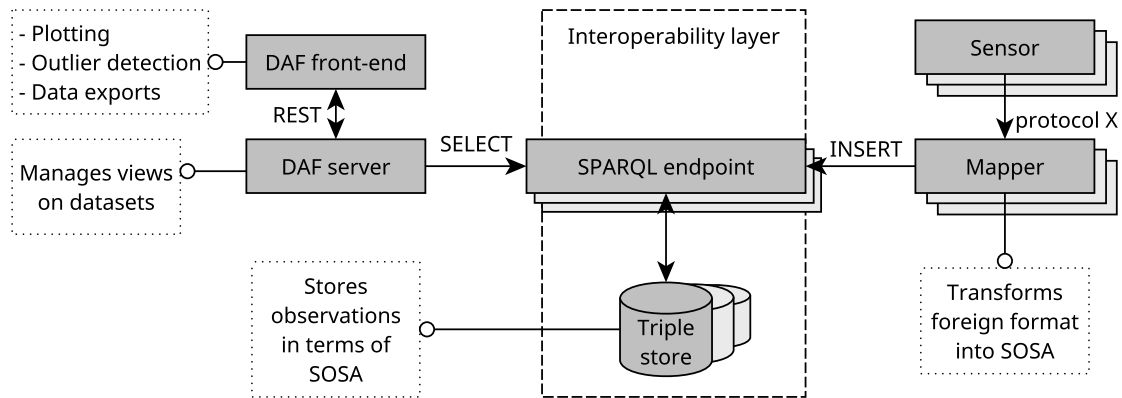 - Plotting
- Outlier detection
- Data exports
DAF front-end
Interoperability layer
Sensor
REST
protocol X
Manages views
on datasets
DAF server
SELECT
SPARQL endpoint
INSERT
Mapper
Stores
observations
in terms of
SOSA
Triple
store
Transforms
foreign format
into SOSA